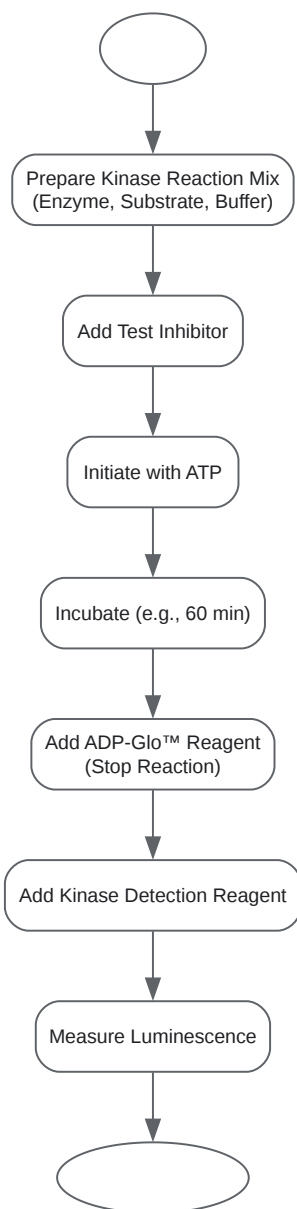 Prepare Kinase Reaction Mix
(Enzyme, Substrate, Buffer)
Add Test Inhibitor
Initiate with ATP
Incubate (e.g., 60 min)
Add ADP-Glo™ Reagent
(Stop Reaction)
Add Kinase Detection Reagent
Measure Luminescence